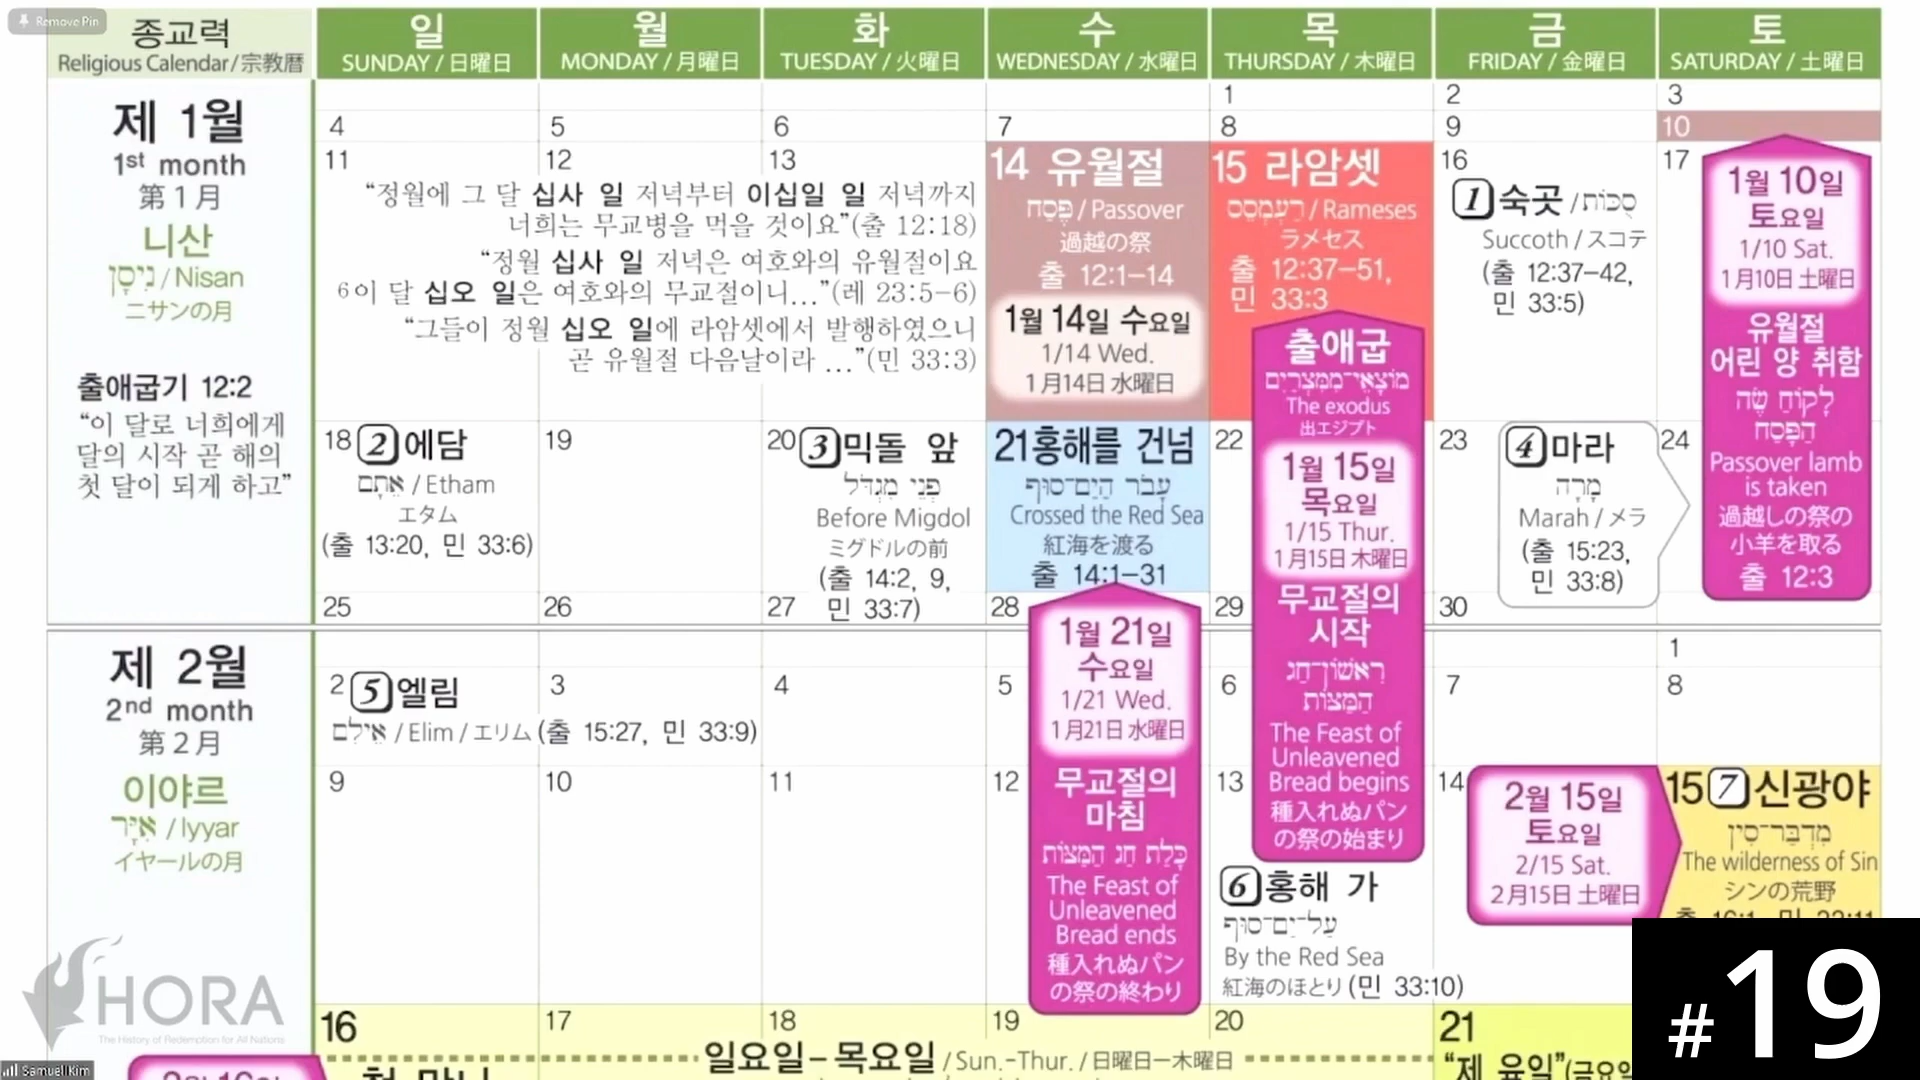 Remove Pin
종교력
Religious Calendar/宗教暦
일
SUNDAY / 日曜日
월
MONDAY / 月曜日
화
TUESDAY / 火曜日
수
WEDNESDAY / 水曜日
목
THURSDAY / 木曜日
금
FRIDAY / 金曜日
토
SATURDAY / 土曜日
제 1월
1st month
第1月
니산
נִיסָן / Nisan
ニサンの月
출애굽기 12:2
“이 달로 너희에게
달의 시작 곧 해의
첫 달이 되게 하고”
1
2
3
4
5
6
7
8
9
10
11
12
13
“정월에 그 달 십사 일 저녁부터 이십일 일 저녁까지
너희는 무교병을 먹을 것이요”(출 12:18)
“정월 십사 일 저녁은 여호와의 유월절이요
6이 달 십오 일은 여호와의 무교절이니...”(레 23:5-6)
“그들이 정월 십오 일에 라암셋에서 발행하였으니
곧 유월절 다음날이라 ...”(민 33:3)
14 유월절
פֶּסַח / Passover
過越の祭
출 12:1-14
1월 14일 수요일
1/14 Wed.
1月14日 水曜日
15 라암셋
רַעְמְסֵס / Rameses
ラメセス
출 12:37-51,
민 33:3
출애굽
מוֹצָאֵי־מִמִּצְרַיִם
The exodus
出エジプト
1월 15일
목요일
1/15 Thur.
1月15日 木曜日
무교절의
시작
רִאשׁוֹן־חַג
הַמַּצּוֹת
The Feast of
Unleavened
Bread begins
種入れぬパン
の祭の始まり
16
1 숙곳 / סֻכּוֹת
Succoth / スコテ
(출 12:37-42,
민 33:5)
17
1월 10일
토요일
1/10 Sat.
1月10日 土曜日
유월절
어린 양 취함
לָקוֹחַ שֶׂה
הַפָּסַח
Passover lamb
is taken
過越しの祭の
小羊を取る
출 12:3
18 2 에담
אֵתָם / Etham
エタム
(출 13:20, 민 33:6)
19
20 3 믹돌 앞
פְּנֵי מִגְדֹּל
Before Migdol
ミグドルの前
(출 14:2, 9,
민 33:7)
21 홍해를 건넘
עָבֹר הַיַם־סוּף
Crossed the Red Sea
紅海を渡る
출 14:1-31
22
23
4 마라
מָרָה
Marah / メラ
(출 15:23,
민 33:8)
24
25
26
27
28
29
30
1월 21일
수요일
1/21 Wed.
1月21日 水曜日
무교절의
마침
כָּלַת חַג הַמַּצּוֹת
The Feast of
Unleavened
Bread ends
種入れぬパン
の祭の終わり
제 2월
2nd month
第2月
이야르
אִיָּר / Iyyar
イヤールの月
1
2 5 엘림
אֵילִם / Elim / エリム (출 15:27, 민 33:9)
3
4
5
6
7
8
9
10
11
12
13
6 홍해 가
עַל־יַם־סוּף
By the Red Sea
紅海のほとり (민 33:10)
14
2월 15일
토요일
2/15 Sat.
2月15日 土曜日
15 7 신광야
מִדְבַּר־סִין
The wilderness of Sin
シンの荒野
16
17
18
19
20
21
일요일-목요일 / Sun.-Thur. / 日曜日ー木曜日
“제 육일”(금요일
HORA
The History of Redemption for All Nations
Samuel Kim
#19